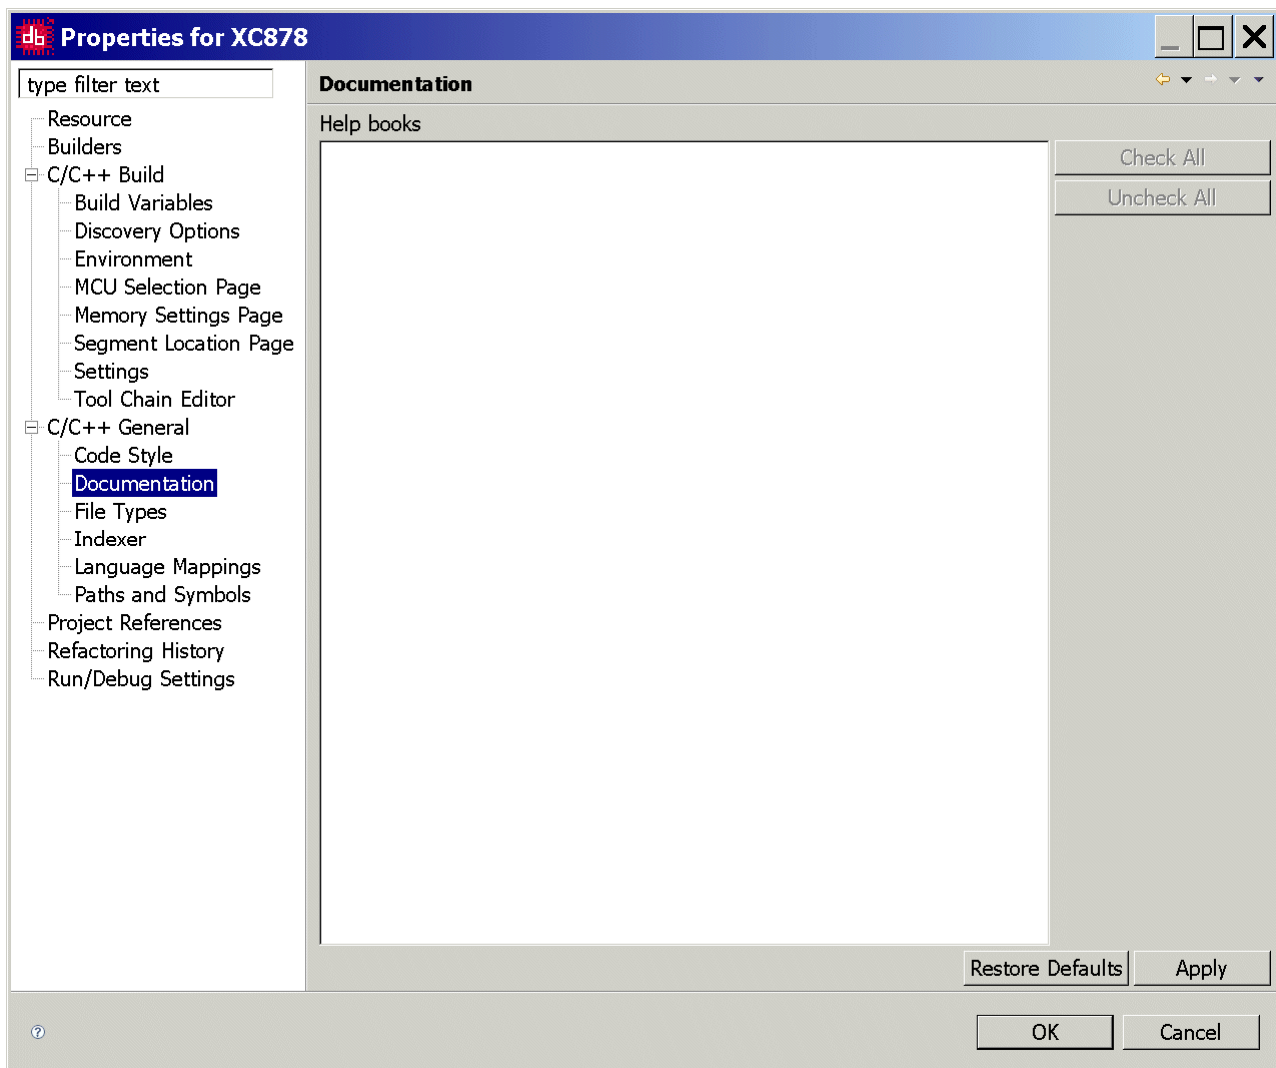 db Properties for XC878
type filter text
Resource
Builders
C/C++ Build
Build Variables
Discovery Options
Environment
MCU Selection Page
Memory Settings Page
Segment Location Page
Settings
Tool Chain Editor
C/C++ General
Code Style
Documentation
File Types
Indexer
Language Mappings
Paths and Symbols
Project References
Refactoring History
Run/Debug Settings
Documentation
Help books
Check All
Uncheck All
Restore Defaults Apply
? OK Cancel